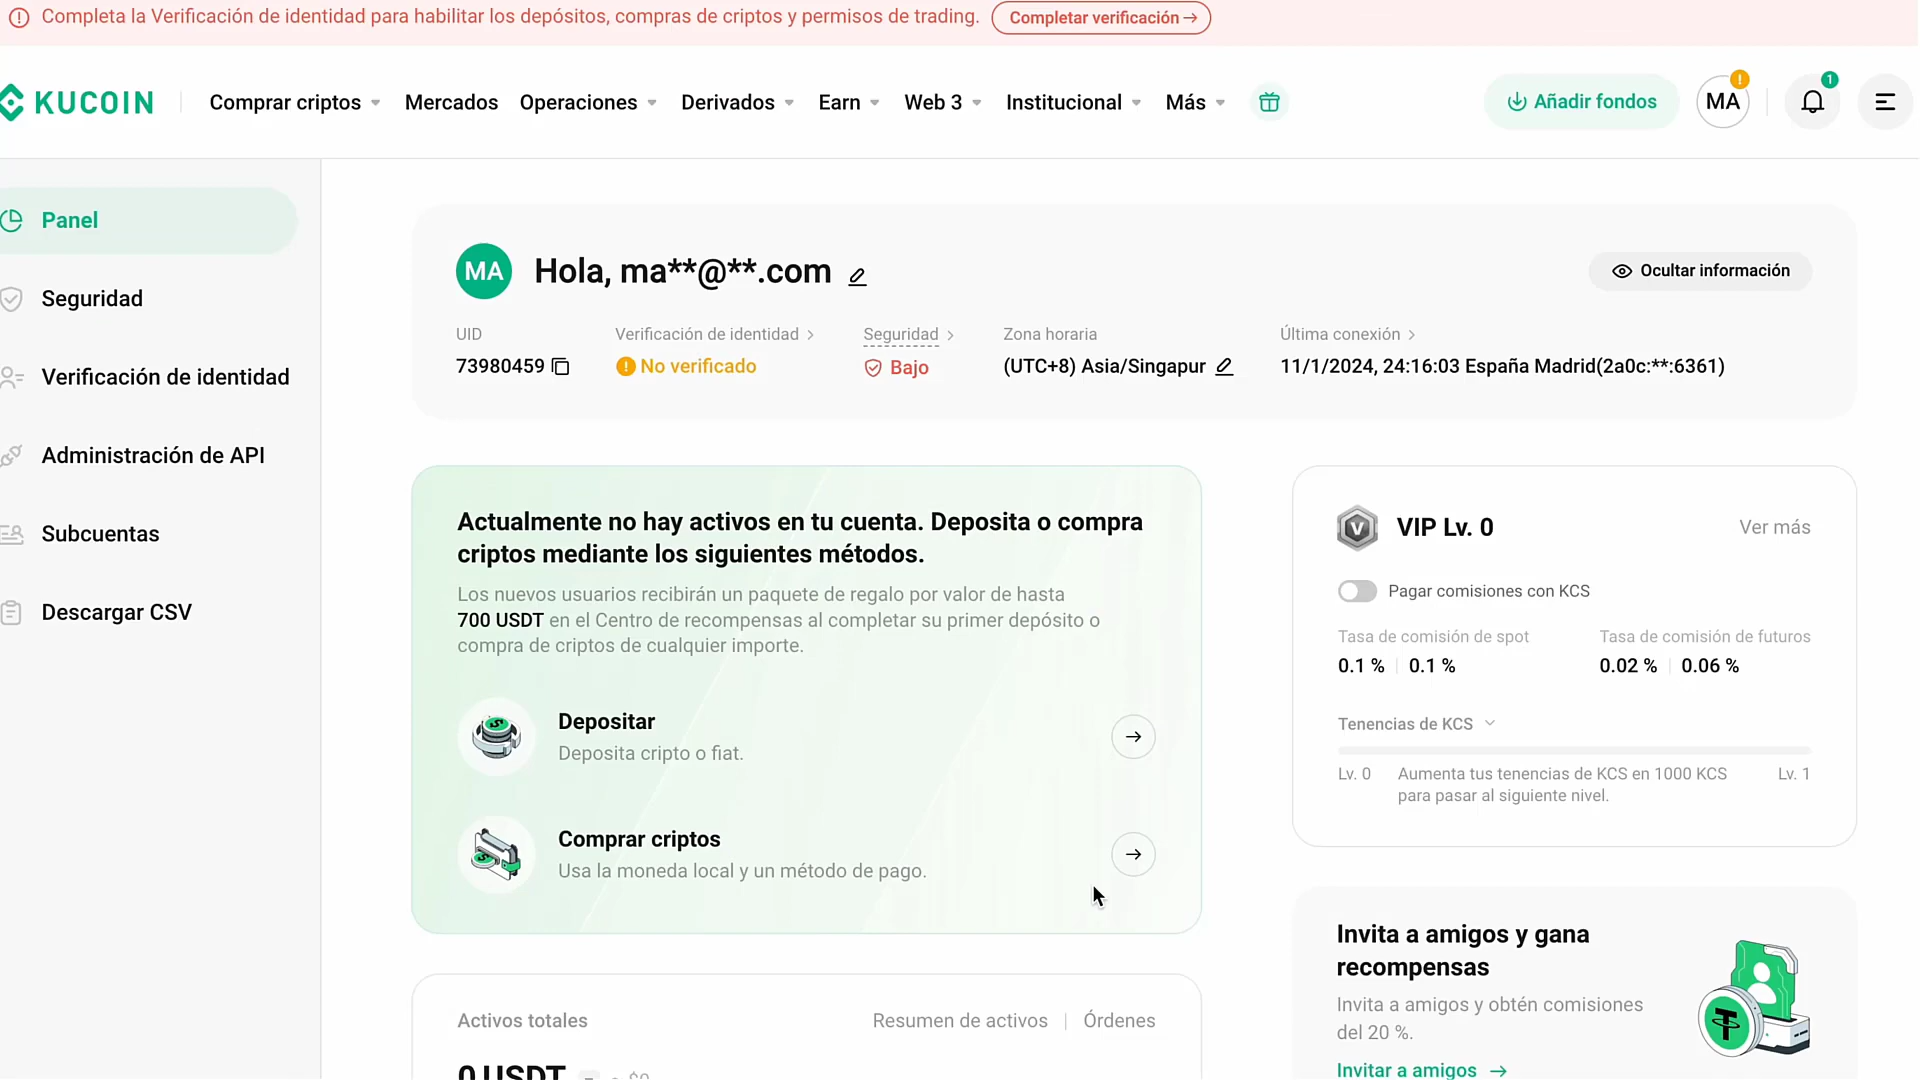 Completa la Verificación de identidad para habilitar los depósitos, compras de criptos y permisos de trading. Completar verificación
KUCOIN Comprar criptos Mercados Operaciones Derivados Earn Web 3 Institucional Más Añadir fondos MA ! 1
Panel
Seguridad
Verificación de identidad
Administración de API
Subcuentas
Descargar CSV
MA Hola, ma**@**.com Ocultar información
UID Verificación de identidad Seguridad Zona horaria Última conexión
73980459 No verificado Bajo (UTC+8) Asia/Singapur 11/1/2024, 24:16:03 España Madrid(2a0c:**:6361)
Actualmente no hay activos en tu cuenta. Deposita o compra
criptos mediante los siguientes métodos.
Los nuevos usuarios recibirán un paquete de regalo por valor de hasta
700 USDT en el Centro de recompensas al completar su primer depósito o
compra de criptos de cualquier importe.
Depositar
Deposita cripto o fiat.
Comprar criptos
Usa la moneda local y un método de pago.
Activos totales Resumen de activos | Órdenes
0 USDT
VIP Lv. 0 Ver más
Pagar comisiones con KCS
Tasa de comisión de spot Tasa de comisión de futuros
0.1 % | 0.1 % 0.02 % | 0.06 %
Tenencias de KCS
Lv. 0 Aumenta tus tenencias de KCS en 1000 KCS Lv. 1
para pasar al siguiente nivel.
Invita a amigos y gana
recompensas
Invita a amigos y obtén comisiones
del 20 %.
Invitar a amigos